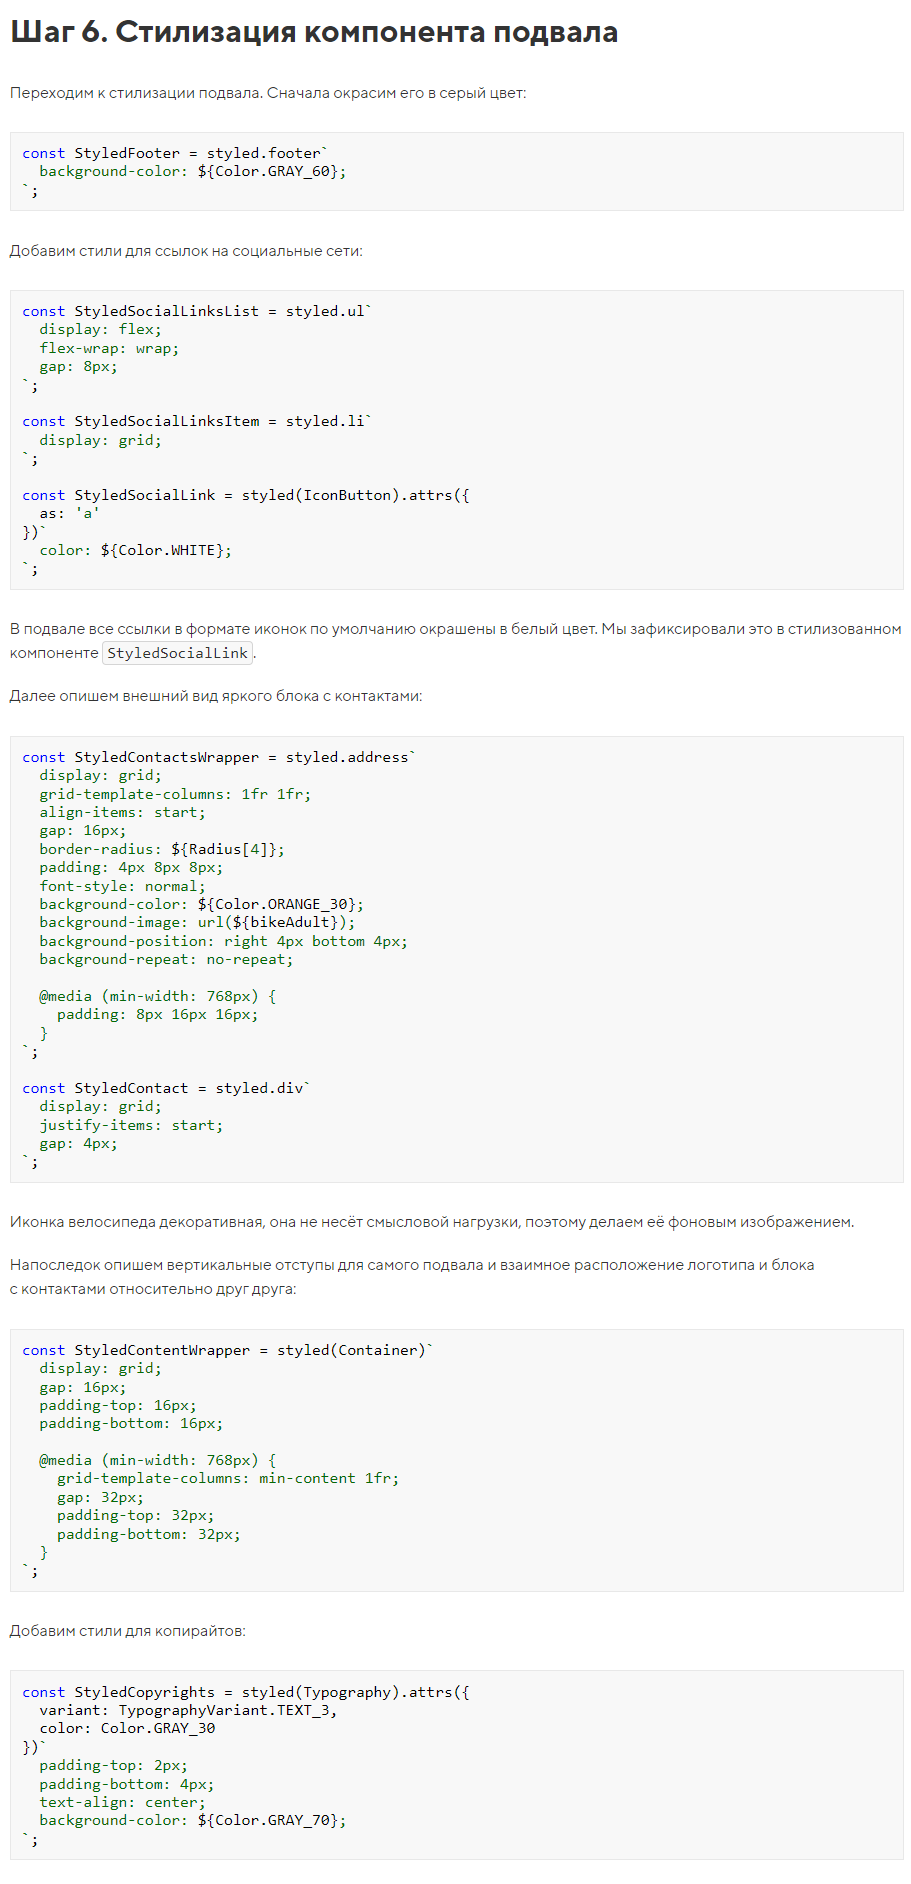 Шаг 6. Стилизация компонента подвала
Переходим к стилизации подвала. Сначала окрасим его в серый цвет:
const StyledFooter = styled.footer`
  background-color: ${Color.GRAY_60};
`;
Добавим стили для ссылок на социальные сети:
const StyledSocialLinksList = styled.ul`
  display: flex;
  flex-wrap: wrap;
  gap: 8px;
`;
const StyledSocialLinksItem = styled.li`
  display: grid;
`;
const StyledSocialLink = styled(IconButton).attrs({
  as: 'a'
})`
  color: ${Color.WHITE};
`;
В подвале все ссылки в формате иконок по умолчанию окрашены в белый цвет. Мы зафиксировали это в стилизованном
компоненте StyledSocialLink.
Далее опишем внешний вид яркого блока с контактами:
const StyledContactsWrapper = styled.address`
  display: grid;
  grid-template-columns: 1fr 1fr;
  align-items: start;
  gap: 16px;
  border-radius: ${Radius[4]};
  padding: 4px 8px 8px;
  font-style: normal;
  background-color: ${Color.ORANGE_30};
  background-image: url(${bikeAdult});
  background-position: right 4px bottom 4px;
  background-repeat: no-repeat;
  @media (min-width: 768px) {
    padding: 8px 16px 16px;
  }
`;
const StyledContact = styled.div`
  display: grid;
  justify-items: start;
  gap: 4px;
`;
Иконка велосипеда декоративная, она не несёт смысловой нагрузки, поэтому делаем её фоновым изображением.
Напоследок опишем вертикальные отступы для самого подвала и взаимное расположение логотипа и блока
с контактами относительно друг друга:
const StyledContentWrapper = styled(Container)`
  display: grid;
  gap: 16px;
  padding-top: 16px;
  padding-bottom: 16px;
  @media (min-width: 768px) {
    grid-template-columns: min-content 1fr;
    gap: 32px;
    padding-top: 32px;
    padding-bottom: 32px;
  }
`;
Добавим стили для копирайтов:
const StyledCopyrights = styled(Typography).attrs({
  variant: TypographyVariant.TEXT_3,
  color: Color.GRAY_30
})`
  padding-top: 2px;
  padding-bottom: 4px;
  text-align: center;
  background-color: ${Color.GRAY_70};
`;